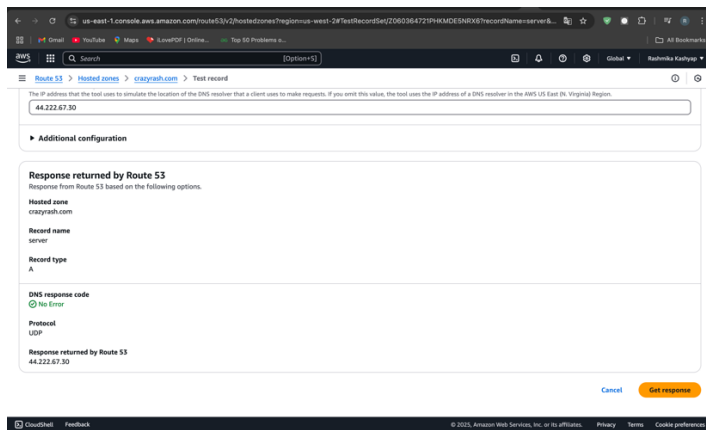 us-east-1.console.aws.amazon.com/route53/v2/hostedzones?region=us-west-2#TestRecordSet/Z060364721PHKMDE5NRX6?recordName=server&...
Gmail YouTube Maps iLovePDF | Online... Top 50 Problems o... All Bookmarks
aws Search [Option+S] Global Rashmika Kashyap
Route 53 > Hosted zones > crazyrash.com > Test record
The IP address that the tool uses to simulate the location of the DNS resolver that a client uses to make requests. If you omit this value, the tool uses the IP address of a DNS resolver in the AWS US East (N. Virginia) Region.
44.222.67.30
Additional configuration
Response returned by Route 53
Response from Route 53 based on the following options.
Hosted zone
crazyrash.com
Record name
server
Record type
A
DNS response code
No Error
Protocol
UDP
Response returned by Route 53
44.222.67.30
Cancel Get response
CloudShell Feedback © 2025, Amazon Web Services, Inc. or its affiliates. Privacy Terms Cookie preferences